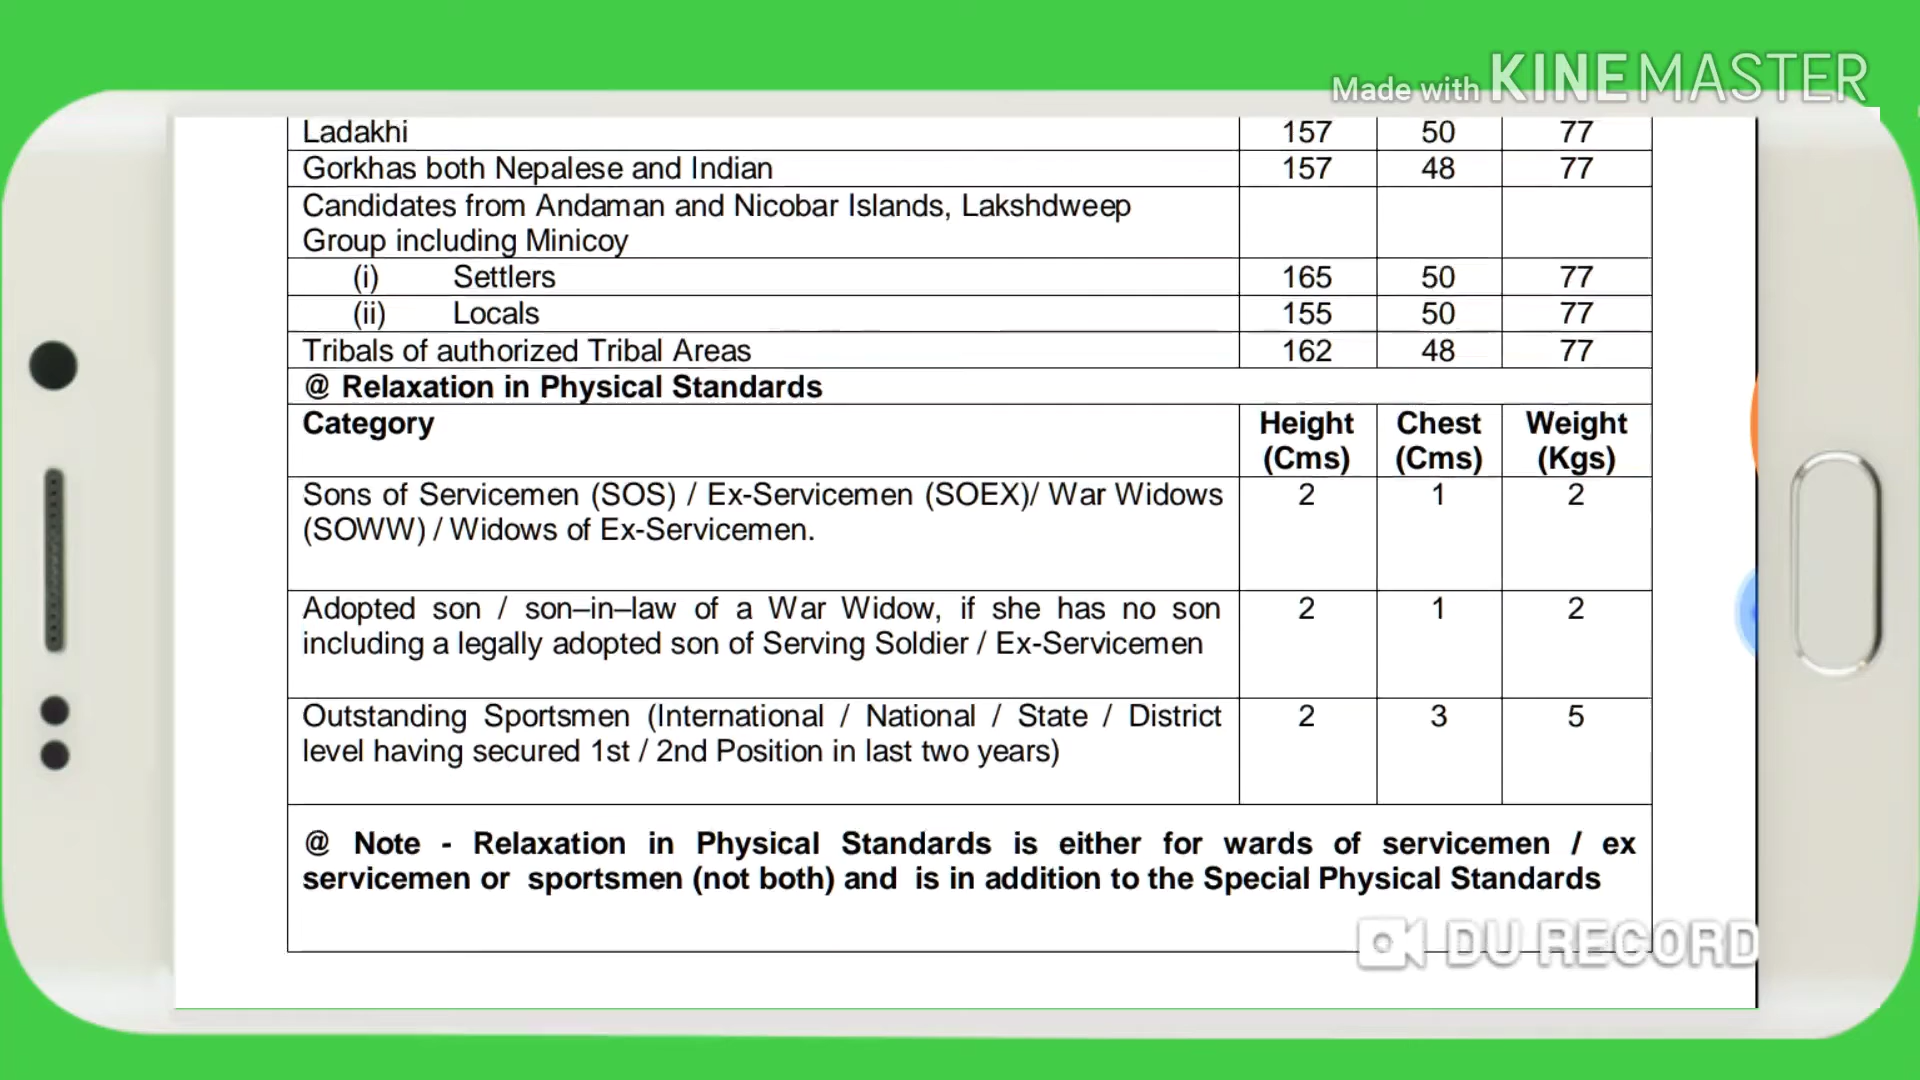 Made with KINEMASTER
Ladakhi 157 50 77
Gorkhas both Nepalese and Indian 157 48 77
Candidates from Andaman and Nicobar Islands, Lakshdweep
Group including Minicoy
(i) Settlers 165 50 77
(ii) Locals 155 50 77
Tribals of authorized Tribal Areas 162 48 77
@ Relaxation in Physical Standards
Category Height Chest Weight
(Cms) (Cms) (Kgs)
Sons of Servicemen (SOS) / Ex-Servicemen (SOEX)/ War Widows 2 1 2
(SOWW) / Widows of Ex-Servicemen.
Adopted son / son–in–law of a War Widow, if she has no son 2 1 2
including a legally adopted son of Serving Soldier / Ex-Servicemen
Outstanding Sportsmen (International / National / State / District 2 3 5
level having secured 1st / 2nd Position in last two years)
@ Note - Relaxation in Physical Standards is either for wards of servicemen / ex
servicemen or sportsmen (not both) and is in addition to the Special Physical Standards
DU RECORD